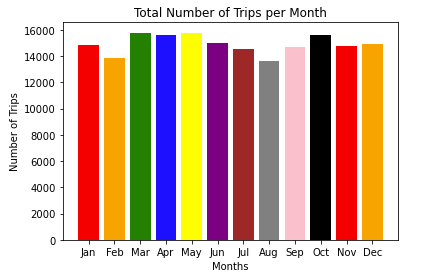 Total Number of Trips per Month
16000
14000
12000
10000
8000
6000
4000
2000
0
Number of Trips
Jan Feb Mar Apr May Jun Jul Aug Sep Oct Nov Dec
Months